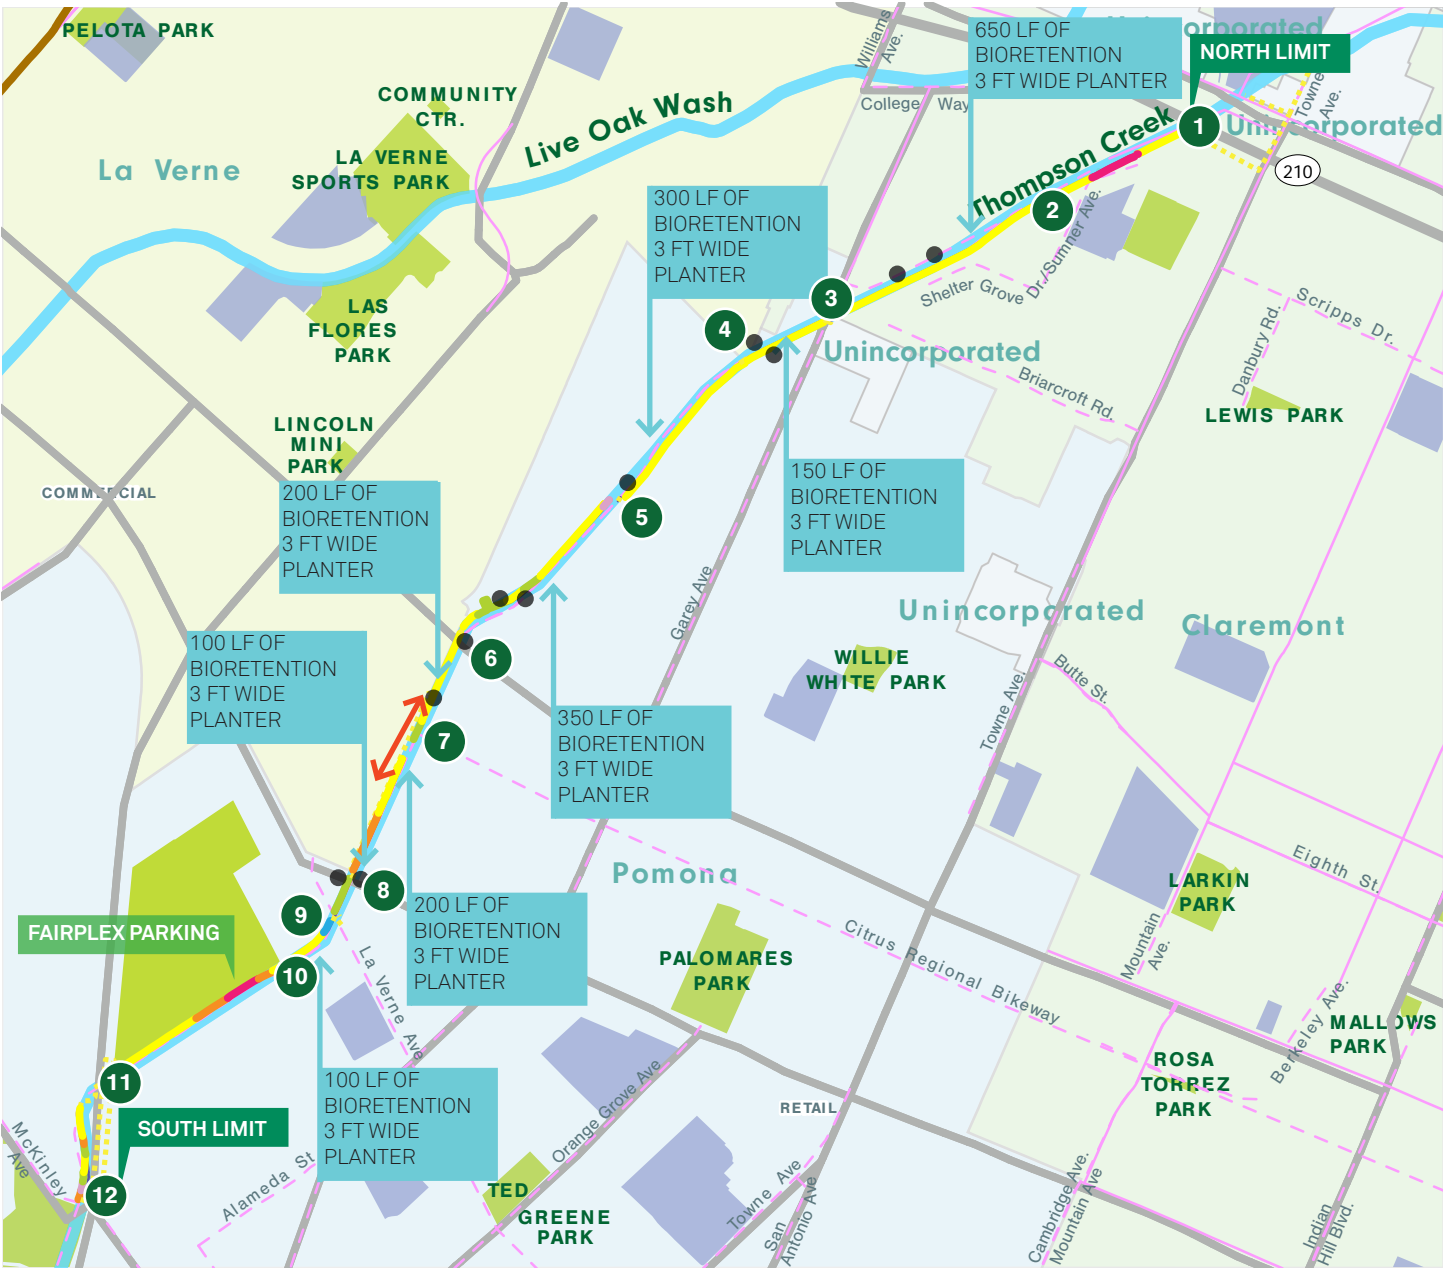 PELOTA PARK
Williams
Ave.
650 LF OF
BIORETENTION
3 FT WIDE PLANTER
Unincorporated
NORTH LIMIT
COMMUNITY
CTR.
Live Oak Wash
College Way
Towne
Ave.
Thompson Creek
1
Unincorporated
210
La Verne
LA VERNE
SPORTS PARK
300 LF OF
BIORETENTION
3 FT WIDE
PLANTER
2
Dr./Sumner Ave.
Shelter Grove
3
4
LAS
FLORES
PARK
Unincorporated
Scripps Dr.
Danbury Rd.
Briarcroft Rd.
LEWIS PARK
LINCOLN
MINI
PARK
COMMERCIAL
200 LF OF
BIORETENTION
3 FT WIDE
PLANTER
150 LF OF
BIORETENTION
3 FT WIDE
PLANTER
5
Garey Ave
Unincorporated
Claremont
100 LF OF
BIORETENTION
3 FT WIDE
PLANTER
6
WILLIE
WHITE PARK
Butte St.
Towne Ave.
7
350 LF OF
BIORETENTION
3 FT WIDE
PLANTER
Pomona
8
Eighth St.
LARKIN
PARK
9
200 LF OF
BIORETENTION
3 FT WIDE
PLANTER
FAIRPLEX PARKING
10
La Verne Ave
PALOMARES
PARK
Citrus Regional Bikeway
Mountain
Ave.
Berkeley Ave.
MALLOWS
PARK
11
100 LF OF
BIORETENTION
3 FT WIDE
PLANTER
ROSA
TORREZ
PARK
RETAIL
Orange Grove Ave
SOUTH LIMIT
McKinley
Ave
12
Alameda St
TED
GREENE
PARK
Towne Ave
San
Antonio Ave
Cambridge Ave.
Mountain Ave
Indian
Hill Blvd.